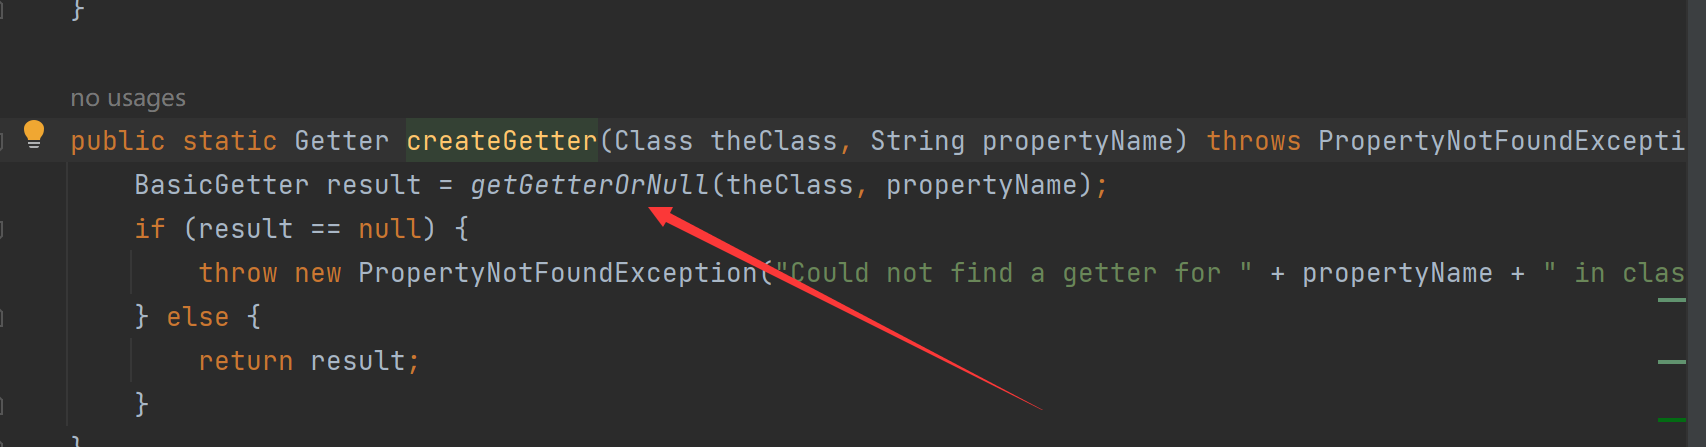 }
no usages
public static Getter createGetter(Class theClass, String propertyName) throws PropertyNotFoundExcepti
BasicGetter result = getGetterOrNull(theClass, propertyName);
if (result == null) {
throw new PropertyNotFoundException("Could not find a getter for " + propertyName + " in clas
} else {
return result;
}
}